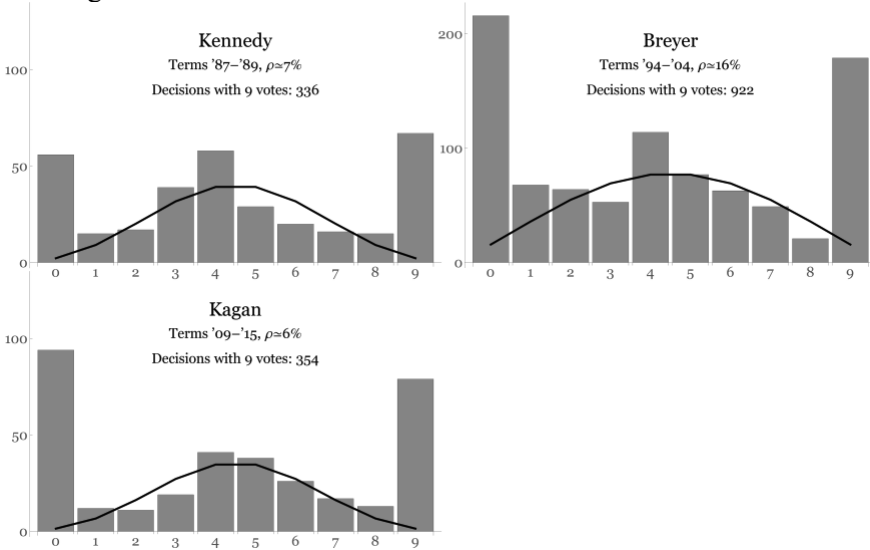 Kennedy
Terms ’87–’89, ρ≃7%
Decisions with 9 votes: 336
100
50
0
0 1 2 3 4 5 6 7 8 9
Breyer
Terms ’94–’04, ρ≃16%
Decisions with 9 votes: 922
200
100
0
0 1 2 3 4 5 6 7 8 9
Kagan
Terms ’09–’15, ρ≃6%
Decisions with 9 votes: 354
100
50
0
0 1 2 3 4 5 6 7 8 9